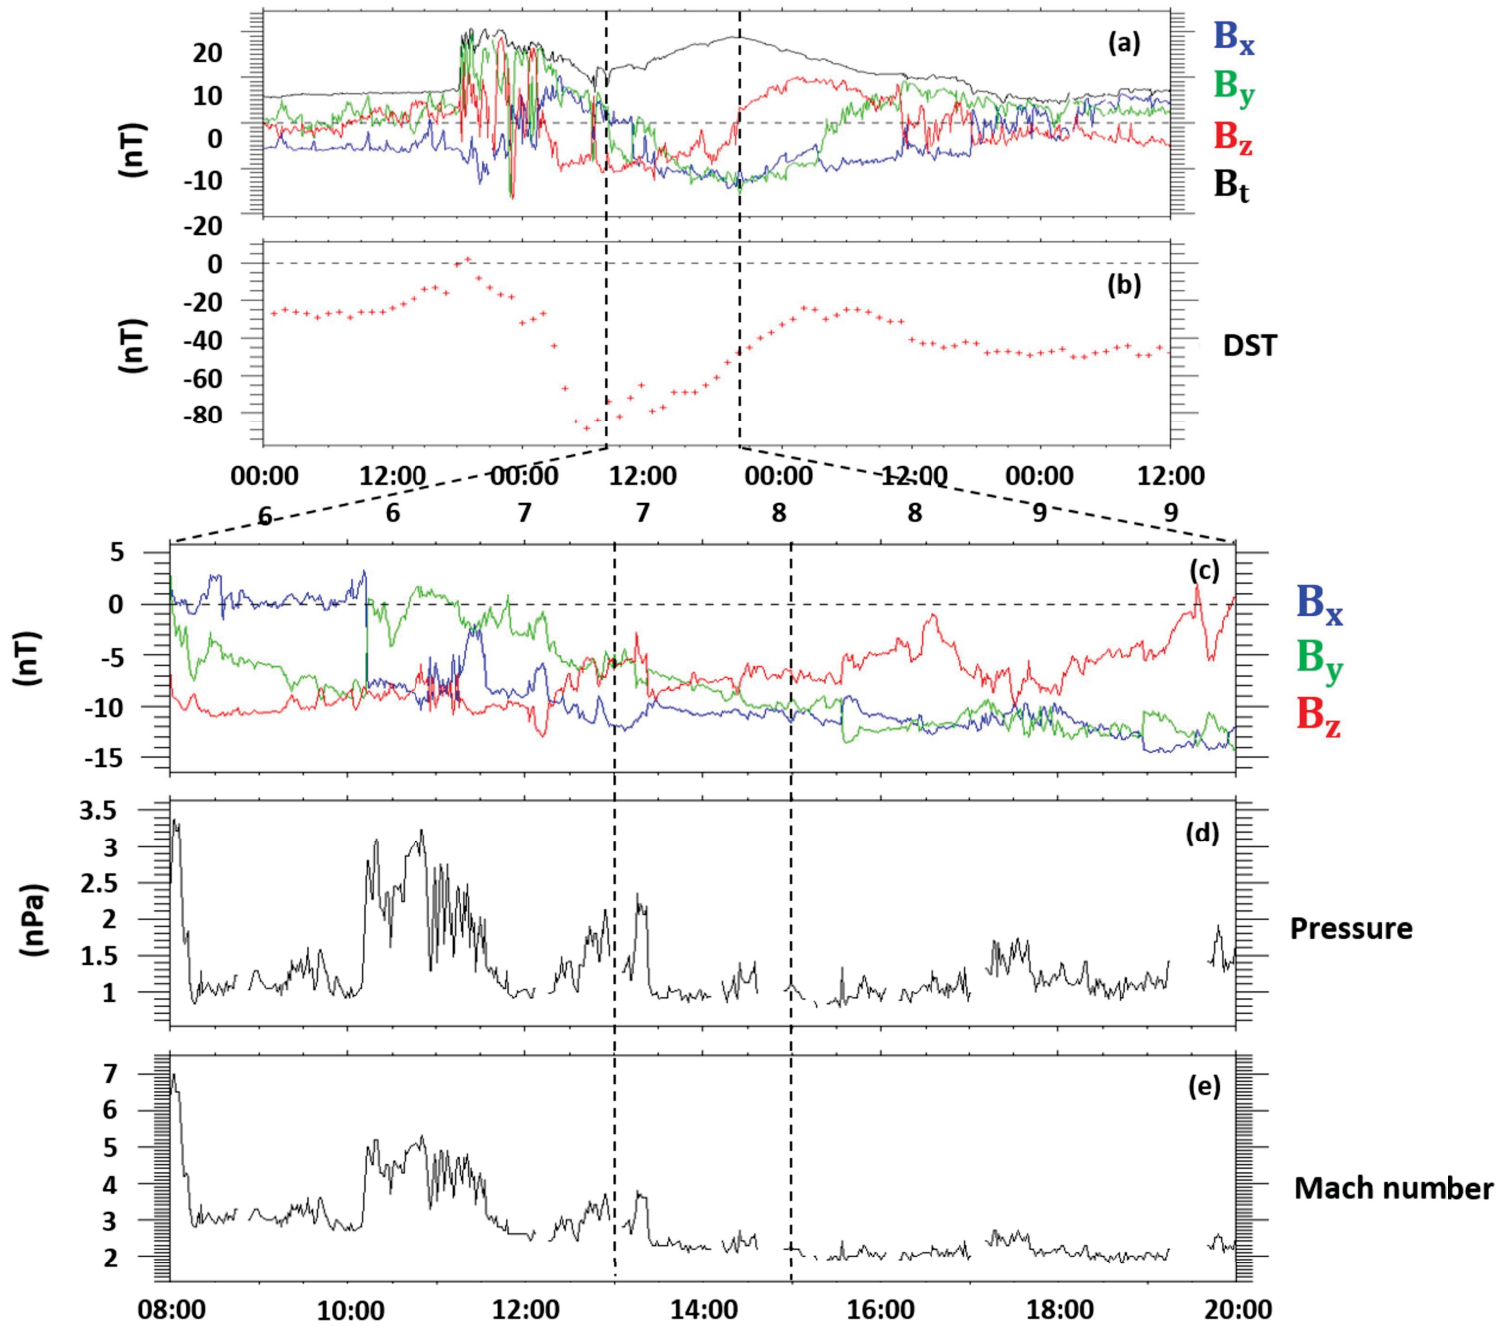 (a)
20
10
0
-10
-20
(nT)
Bx
By
Bz
Bt
(b)
0
-20
-40
-60
-80
(nT)
DST
00:00 12:00 00:00 12:00 00:00 12:00 00:00 12:00
6 6 7 7 8 8 9 9
(c)
5
0
-5
-10
-15
(nT)
Bx
By
Bz
(d)
3.5
3
2.5
2
1.5
1
(nPa)
Pressure
(e)
7
6
5
4
3
2
Mach number
08:00 10:00 12:00 14:00 16:00 18:00 20:00